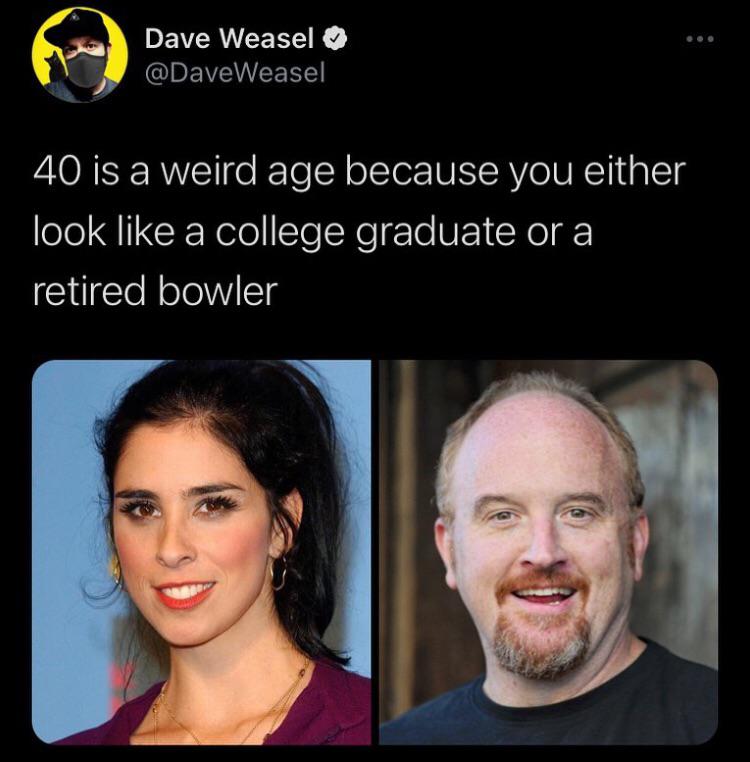 Dave Weasel
@DaveWeasel
40 is a weird age because you either
look like a college graduate or a
retired bowler